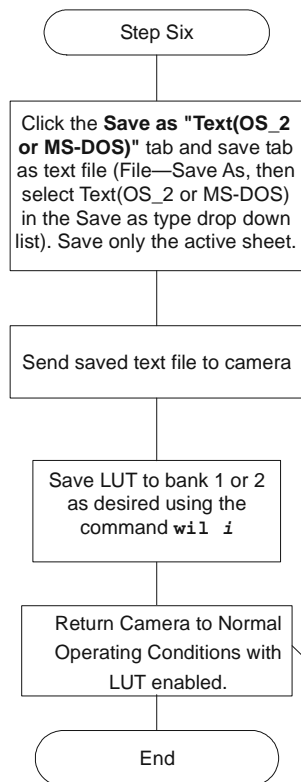 Step Six
Click the Save as "Text(OS_2
or MS-DOS)" tab and save tab
as text file (File—Save As, then
select Text(OS_2 or MS-DOS)
in the Save as type drop down
list). Save only the active sheet.
Send saved text file to camera
Save LUT to bank 1 or 2
as desired using the
command wil i
Return Camera to Normal
Operating Conditions with
LUT enabled.
End